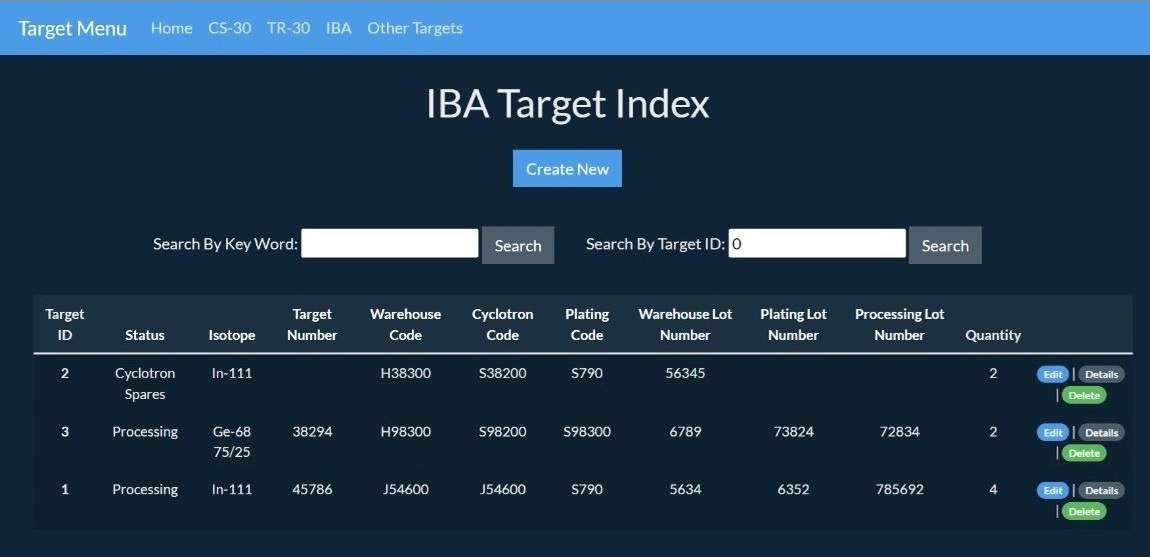 Target Menu Home CS-30 TR-30 IBA Other Targets
IBA Target Index
Create New
Search By Key Word: Search Search By Target ID: 0 Search
Target ID Status Isotope Target Number Warehouse Code Cyclotron Code Plating Code Warehouse Lot Number Plating Lot Number Processing Lot Number Quantity
2 Cyclotron Spares In-111 H38300 S38200 S790 56345 2 Edit | Details | Delete
3 Processing Ge-68 75/25 38294 H98300 S98200 S98300 6789 73824 72834 2 Edit | Details | Delete
1 Processing In-111 45786 J54600 J54600 S790 5634 6352 785692 4 Edit | Details | Delete